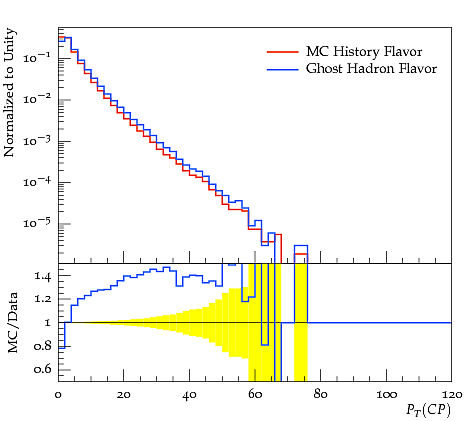 Normalized to Unity
MC History Flavor
Ghost Hadron Flavor
10⁻¹
10⁻²
10⁻³
10⁻⁴
10⁻⁵
MC/Data
1.4
1.2
1
0.8
0.6
0 20 40 60 80 100 120
P_T(CP)